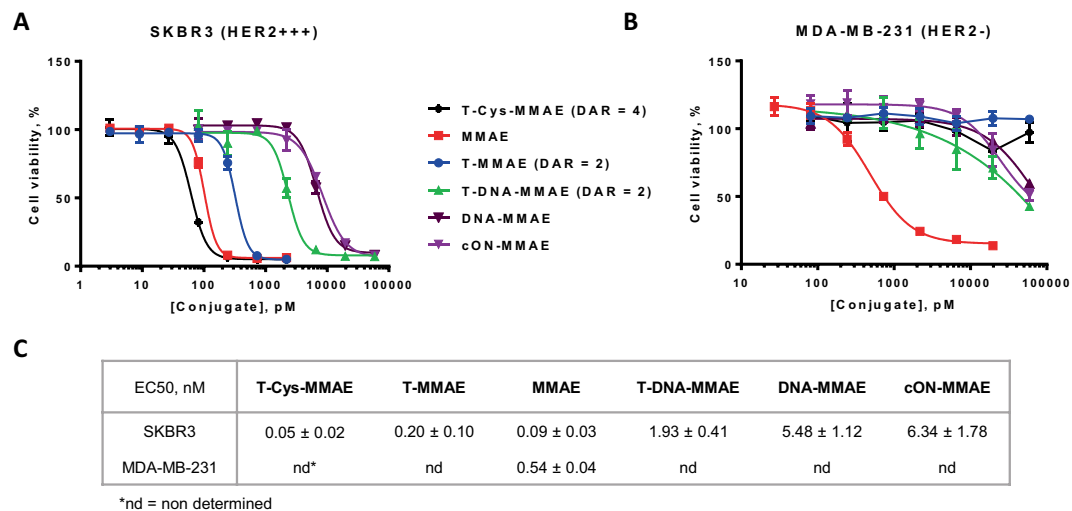 A
SKBR3 (HER2+++)
Cell viability, %
150
100
50
0
1 10 100 1000 10000 100000
[Conjugate], pM
T-Cys-MMAE (DAR = 4)
MMAE
T-MMAE (DAR = 2)
T-DNA-MMAE (DAR = 2)
DNA-MMAE
cON-MMAE
B
MDA-MB-231 (HER2-)
Cell viability, %
150
100
50
0
10 100 1000 10000 100000
[Conjugate], pM
C
EC50, nM T-Cys-MMAE T-MMAE MMAE T-DNA-MMAE DNA-MMAE cON-MMAE
SKBR3 0.05 ± 0.02 0.20 ± 0.10 0.09 ± 0.03 1.93 ± 0.41 5.48 ± 1.12 6.34 ± 1.78
MDA-MB-231 nd* nd 0.54 ± 0.04 nd nd nd
*nd = non determined